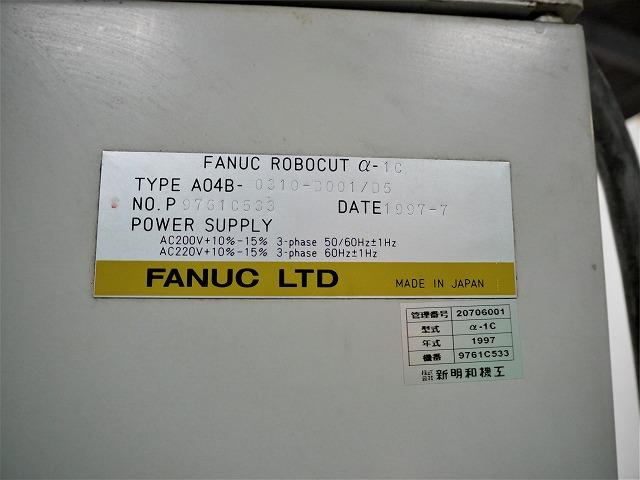 FANUC ROBOCUT α-1C
TYPE A04B-0310-B001/D5
NO.P 9761C533 DATE 1997-7
POWER SUPPLY
AC200V+10%-15% 3-phase 50/60Hz±1Hz
AC220V+10%-15% 3-phase 60Hz±1Hz
FANUC LTD MADE IN JAPAN
管理番号 20706001
型式 α-1C
年式 1997
機番 9761C533
株式会社 新明和機工